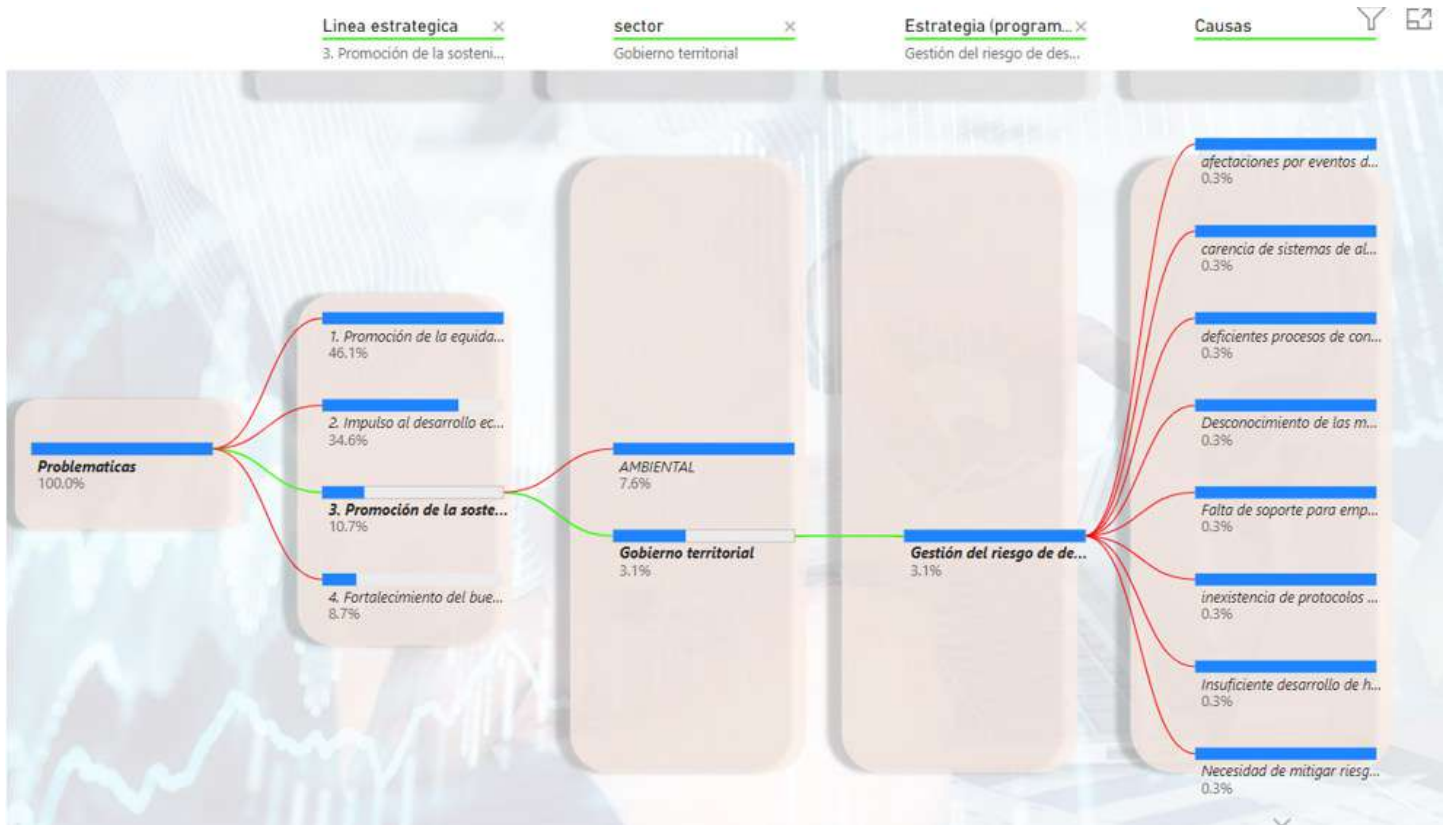 Linea estrategica
3. Promoción de la sosteni...
sector
Gobierno territorial
Estrategia (program...
Gestión del riesgo de des...
Causas
Problematicas
100.0%
1. Promoción de la equida...
46.1%
2. Impulso al desarrollo ec...
34.6%
3. Promoción de la soste...
10.7%
4. Fortalecimiento del bue...
8.7%
AMBIENTAL
7.6%
Gobierno territorial
3.1%
Gestión del riesgo de de...
3.1%
afectaciones por eventos d...
0.3%
carencia de sistemas de al...
0.3%
deficientes procesos de con...
0.3%
Desconocimiento de las m...
0.3%
Falta de soporte para emp...
0.3%
inexistencia de protocolos ...
0.3%
Insuficiente desarrollo de h...
0.3%
Necesidad de mitigar riesg...
0.3%